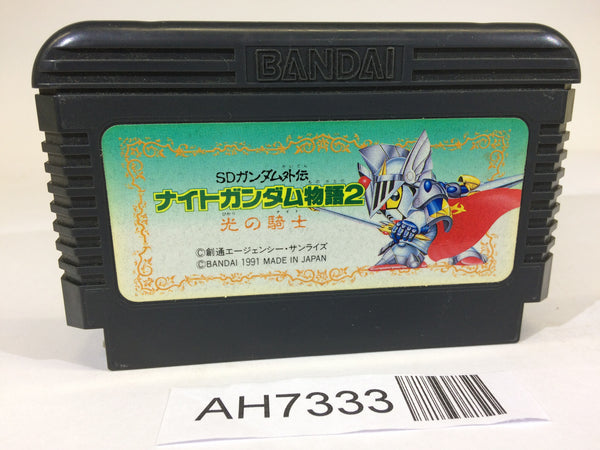 BANDAI
SDガンダム外伝
ナイトガンダム物語2
光の騎士
©創通エージェンシー・サンライズ
©BANDAI 1991 MADE IN JAPAN
AH7333